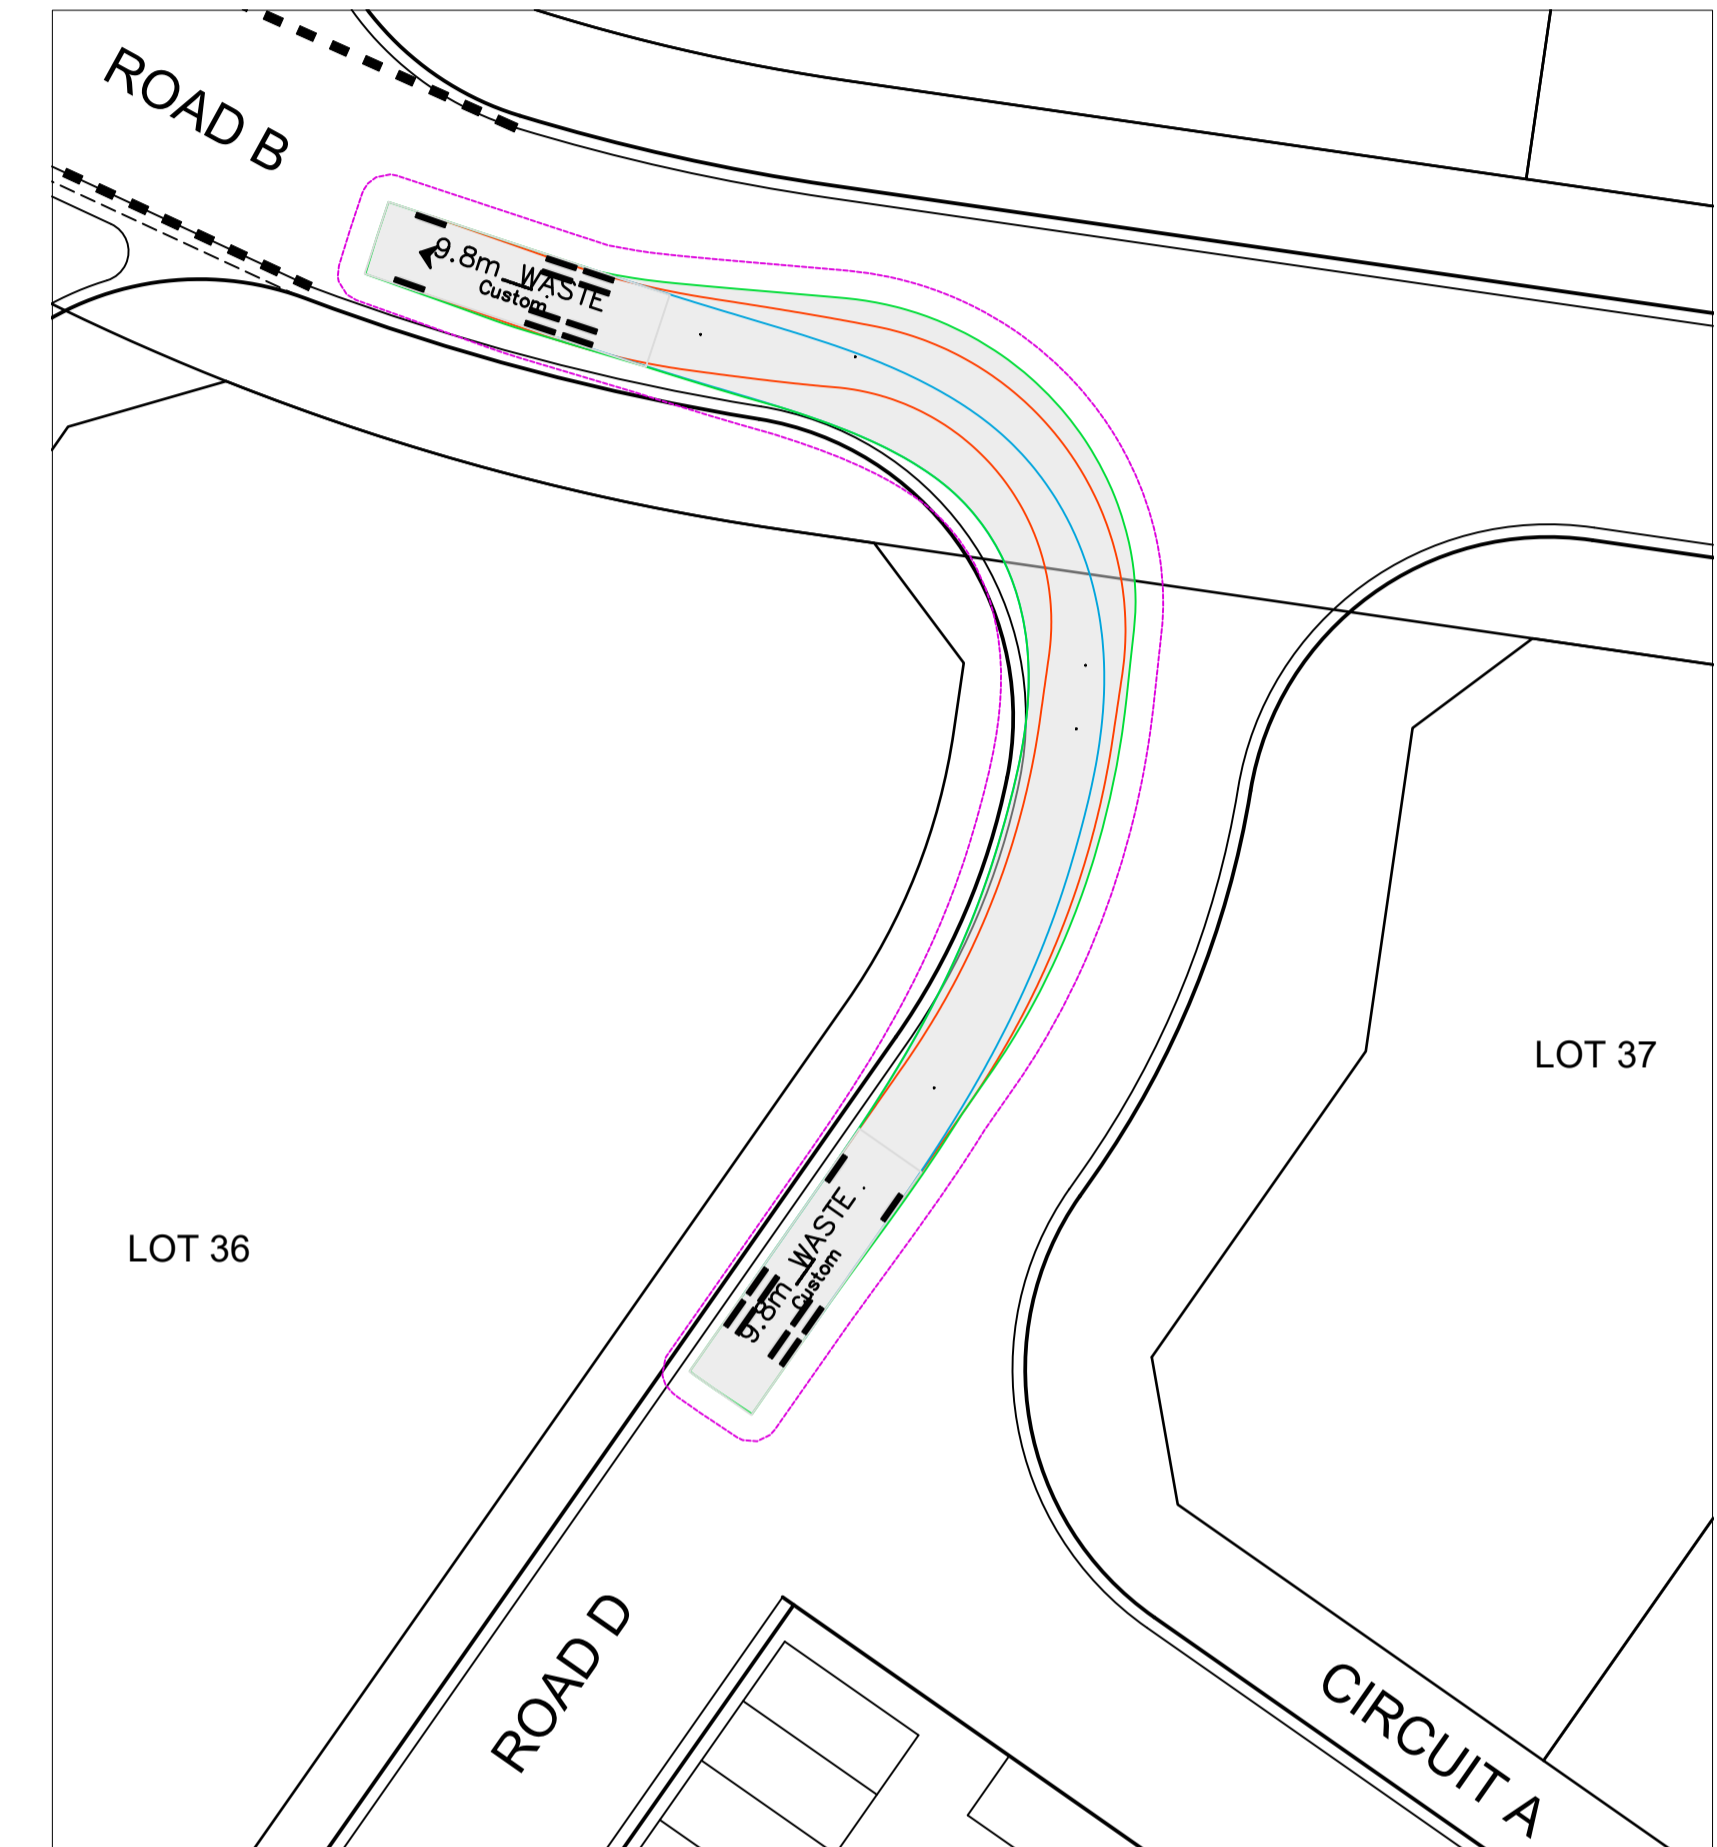 ROAD B
9.8m_WASTE
Custom
LOT 37
LOT 36
9.8m_WASTE
Custom
ROAD D
CIRCUIT A